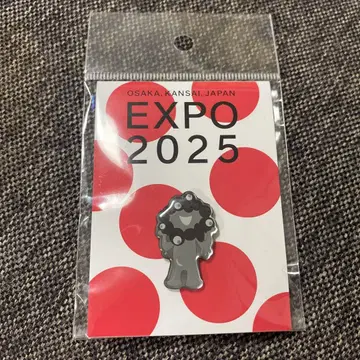 OSAKA, KANSAI, JAPAN
EXPO
2025